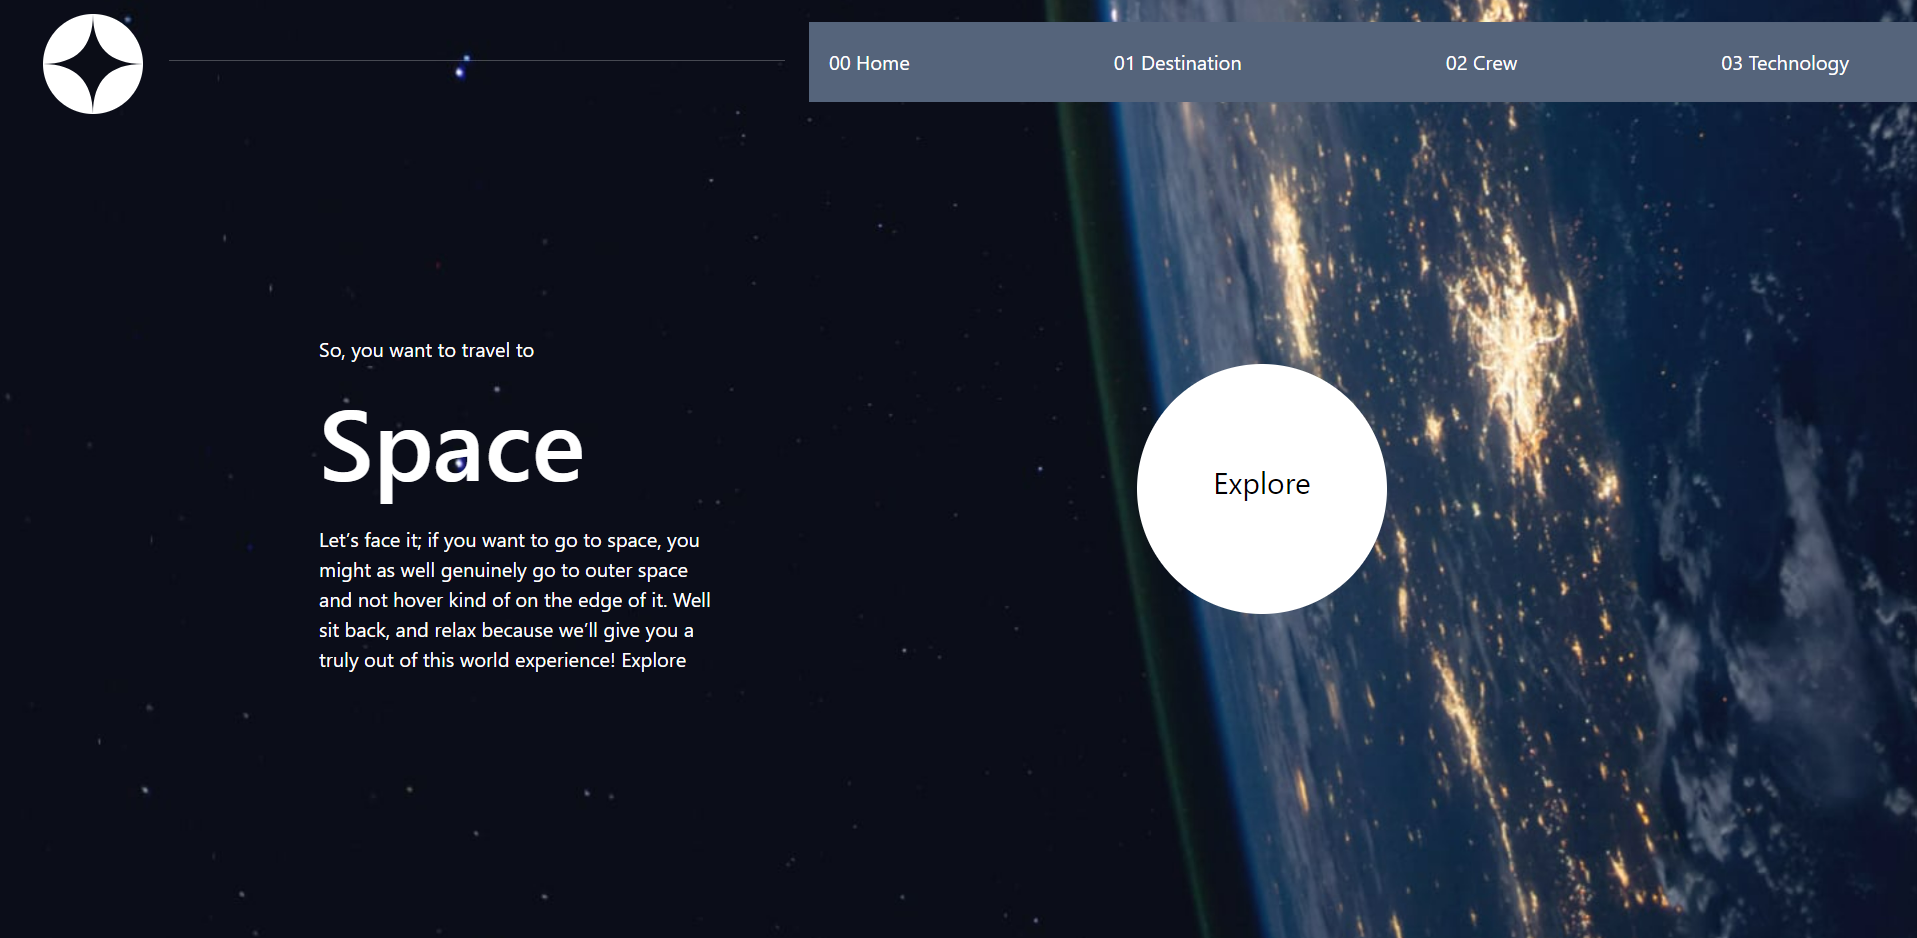 00 Home 01 Destination 02 Crew 03 Technology
So, you want to travel to
Space
Let’s face it; if you want to go to space, you
might as well genuinely go to outer space
and not hover kind of on the edge of it. Well
sit back, and relax because we’ll give you a
truly out of this world experience! Explore
Explore